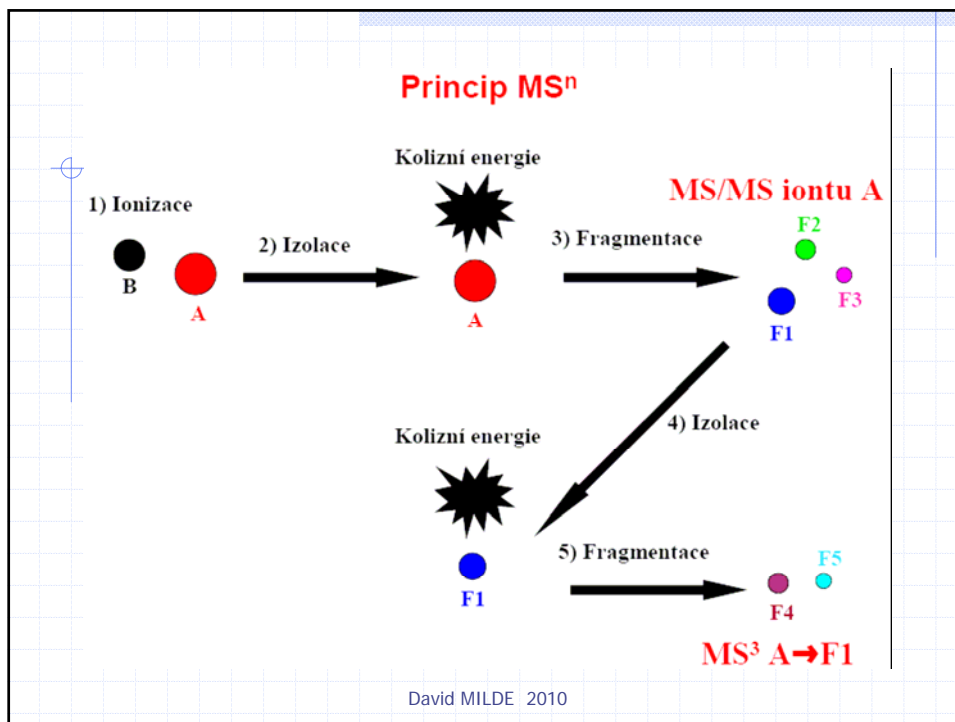 Princip MSⁿ
Kolizní energie
1) Ionizace
B
A
2) Izolace
A
3) Fragmentace
MS/MS iontu A
F2
F3
F1
4) Izolace
Kolizní energie
F1
5) Fragmentace
F5
F4
MS³ A→F1
David MILDE 2010